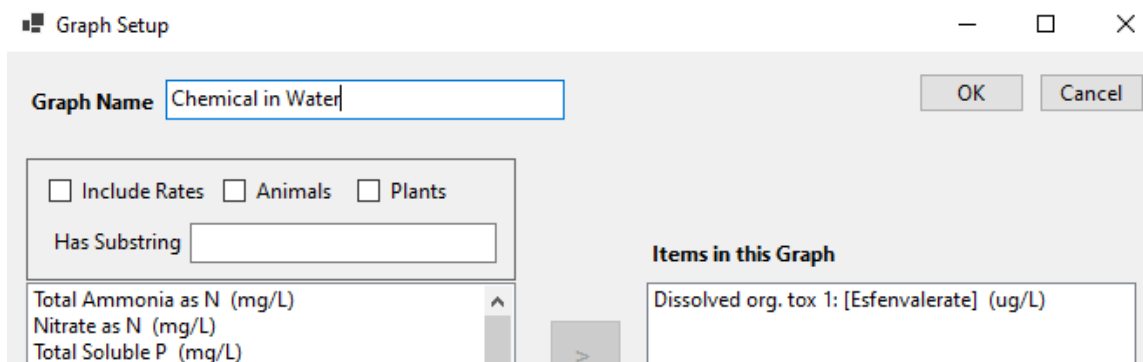 Graph Setup
Graph Name Chemical in Water
OK Cancel
Include Rates Animals Plants
Has Substring
Items in this Graph
Total Ammonia as N (mg/L)
Nitrate as N (mg/L)
Total Soluble P (mg/L)
>
Dissolved org. tox 1: [Esfenvalerate] (ug/L)